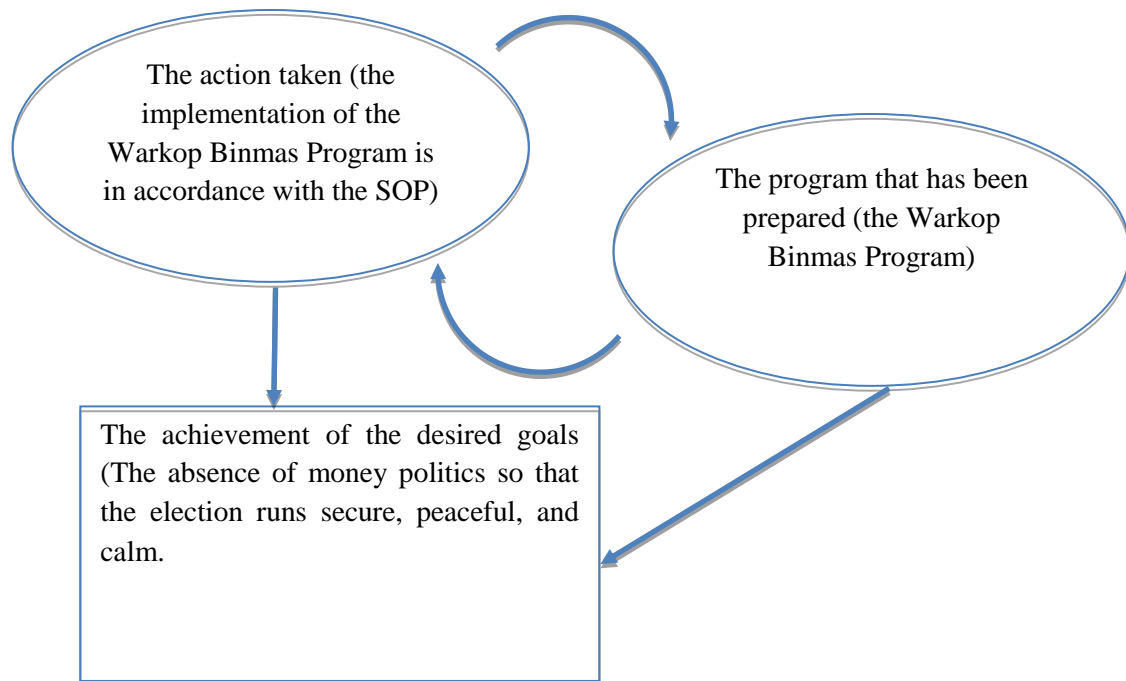 The action taken (the
implementation of the
Warkop Binmas Program is
in accordance with the SOP)
The program that has been
prepared (the Warkop
Binmas Program)
The achievement of the desired goals
(The absence of money politics so that
the election runs secure, peaceful, and
calm.